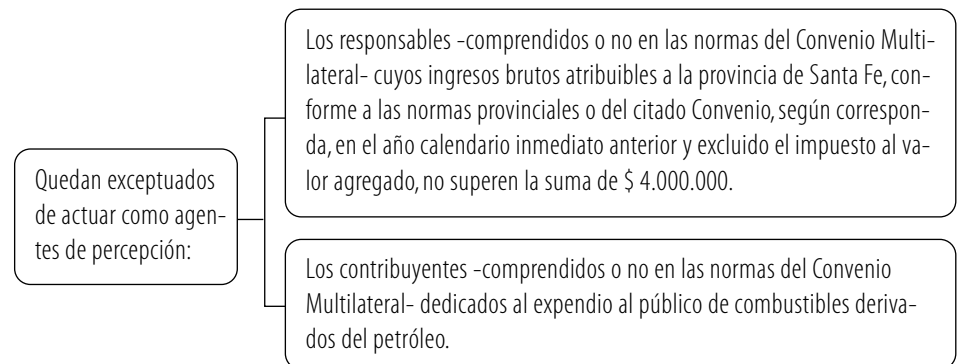 Quedan exceptuados
de actuar como agen-
tes de percepción:
Los responsables -comprendidos o no en las normas del Convenio Multi-
lateral- cuyos ingresos brutos atribuibles a la provincia de Santa Fe, con-
forme a las normas provinciales o del citado Convenio, según correspon-
da, en el año calendario inmediato anterior y excluido el impuesto al va-
lor agregado, no superen la suma de $ 4.000.000.
Los contribuyentes -comprendidos o no en las normas del Convenio
Multilateral- dedicados al expendio al público de combustibles deriva-
dos del petróleo.